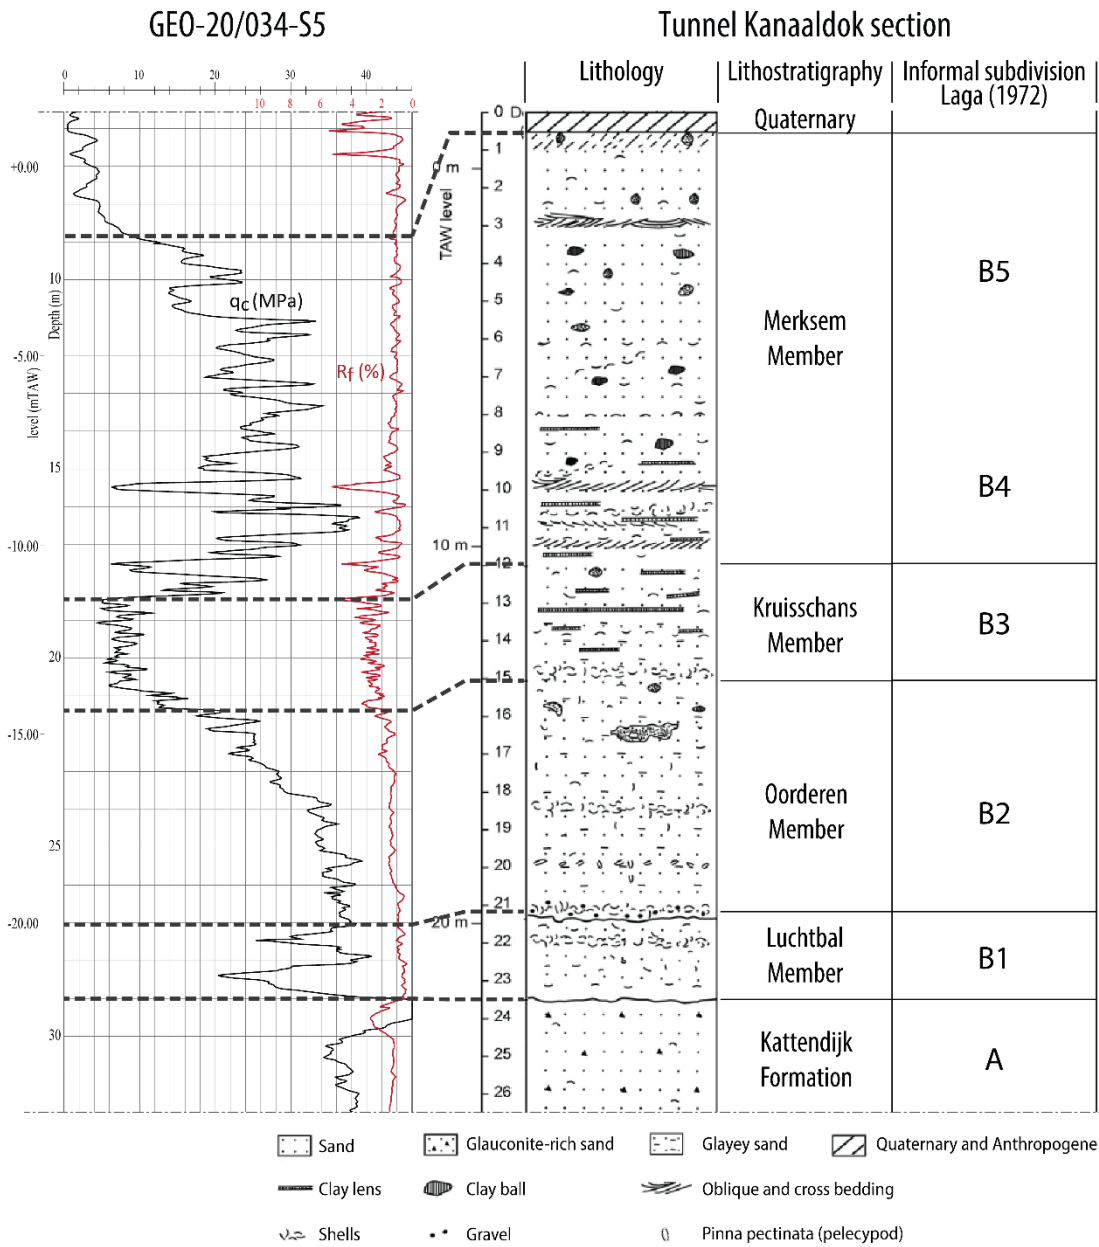 GEO-20/034-S5
Tunnel Kanaaldok section
Lithology
Lithostratigraphy
Informal subdivision
Laga (1972)
0
10
20
30
40
10
8
6
4
2
0
+0.00
-5.00
-10.00
-15.00
-20.00
level (mTAW)
Depth (m)
10
15
20
25
30
qc (MPa)
Rf (%)
TAW level
0 m
10 m
20 m
0 D
1
2
3
4
5
6
7
8
9
10
11
12
13
14
15
16
17
18
19
20
21
22
23
24
25
26
Quaternary
Merksem
Member
B5
B4
Kruisschans
Member
B3
Oorderen
Member
B2
Luchtbal
Member
B1
Kattendijk
Formation
A
Sand
Glauconite-rich sand
Glayey sand
Quaternary and Anthropogene
Clay lens
Clay ball
Oblique and cross bedding
Shells
Gravel
Pinna pectinata (pelecypod)